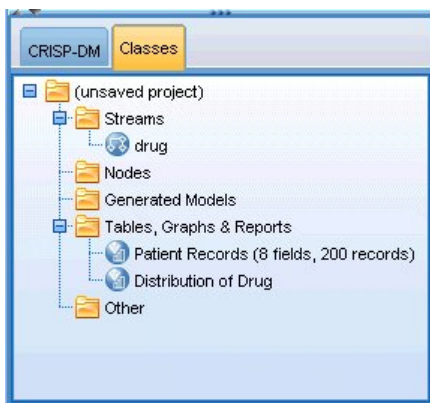 CRISP-DM Classes
(unsaved project)
Streams
drug
Nodes
Generated Models
Tables, Graphs & Reports
Patient Records (8 fields, 200 records)
Distribution of Drug
Other